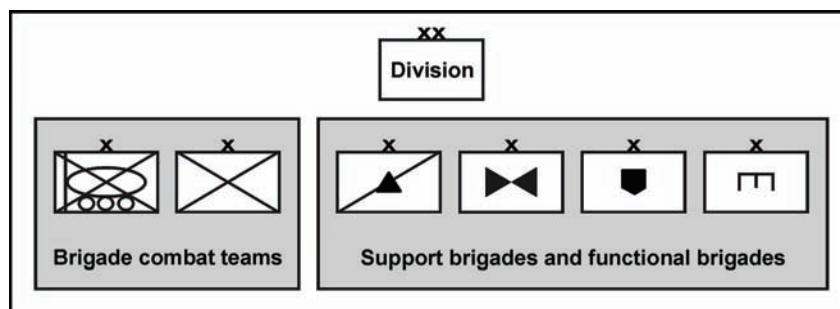 xx
Division
x x x x x x
Brigade combat teams Support brigades and functional brigades